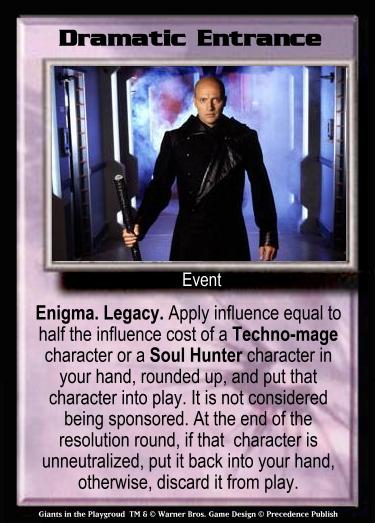 Dramatic Entrance
Event
Enigma. Legacy. Apply influence equal to
half the influence cost of a Techno-mage
character or a Soul Hunter character in
your hand, rounded up, and put that
character into play. It is not considered
being sponsored. At the end of the
resolution round, if that character is
unneutralized, put it back into your hand,
otherwise, discard it from play.
Giants in the Playgroud TM & © Warner Bros. Game Design © Precedence Publish